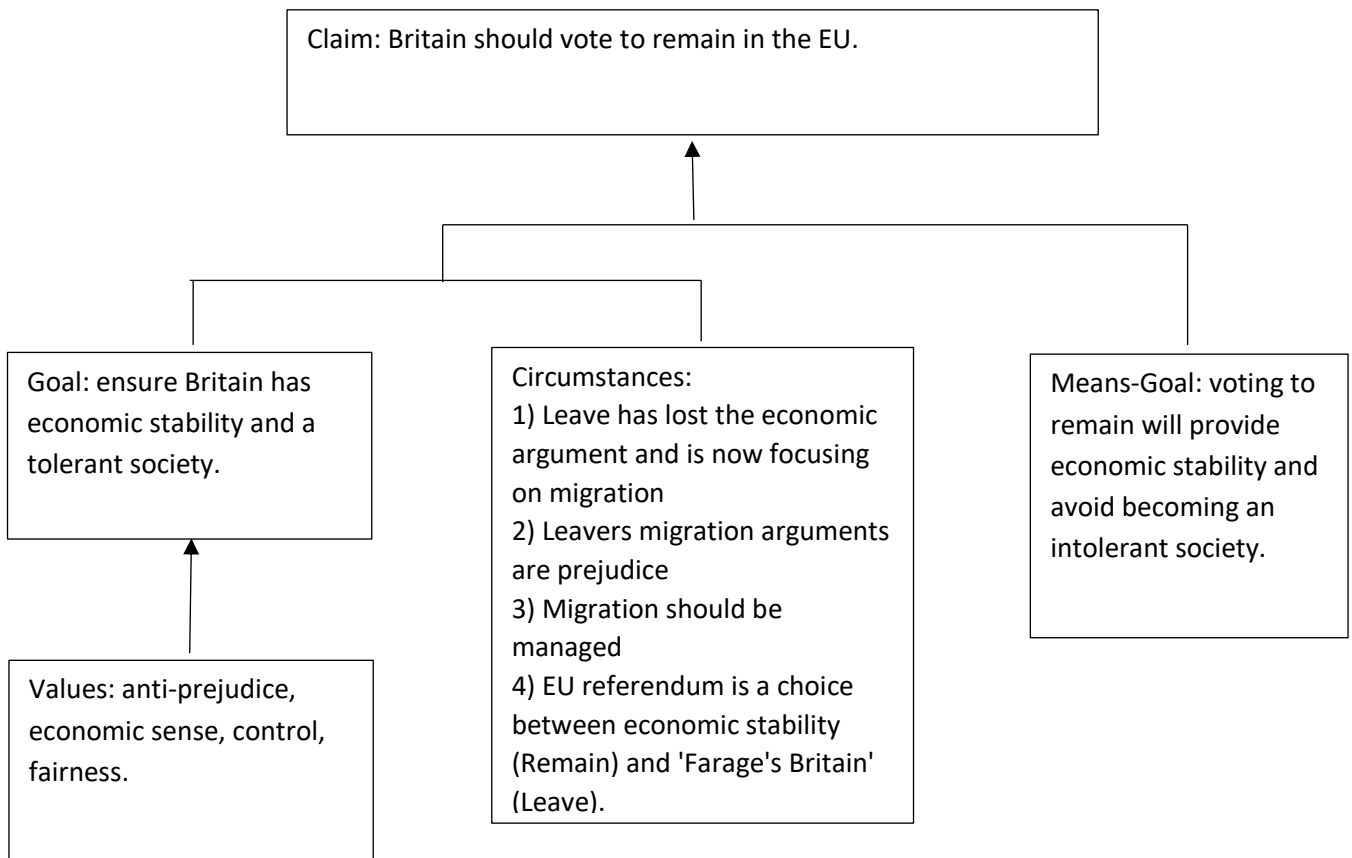 Claim: Britain should vote to remain in the EU.
Goal: ensure Britain has
economic stability and a
tolerant society.
Circumstances:
1) Leave has lost the economic
argument and is now focusing
on migration
2) Leavers migration arguments
are prejudice
3) Migration should be
managed
4) EU referendum is a choice
between economic stability
(Remain) and 'Farage's Britain'
(Leave).
Means-Goal: voting to
remain will provide
economic stability and
avoid becoming an
intolerant society.
Values: anti-prejudice,
economic sense, control,
fairness.